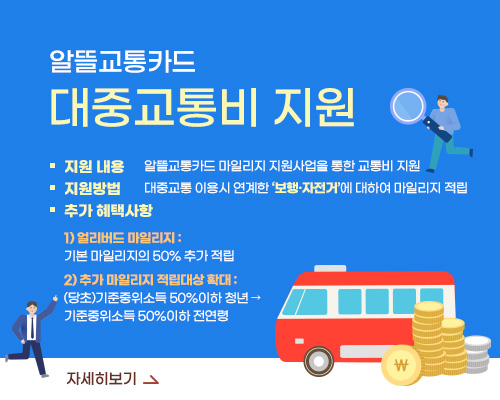 알뜰교통카드
대중교통비 지원
▪ 지원 내용 알뜰교통카드 마일리지 지원사업을 통한 교통비 지원
▪ 지원방법 대중교통 이용시 연계한 '보행·자전거'에 대하여 마일리지 적립
▪ 추가 혜택사항
1) 얼리버드 마일리지 :
기본 마일리지의 50% 추가 적립
2) 추가 마일리지 적립대상 확대 :
(당초)기준중위소득 50%이하 청년 →
기준중위소득 50%이하 전연령
₩
자세히보기